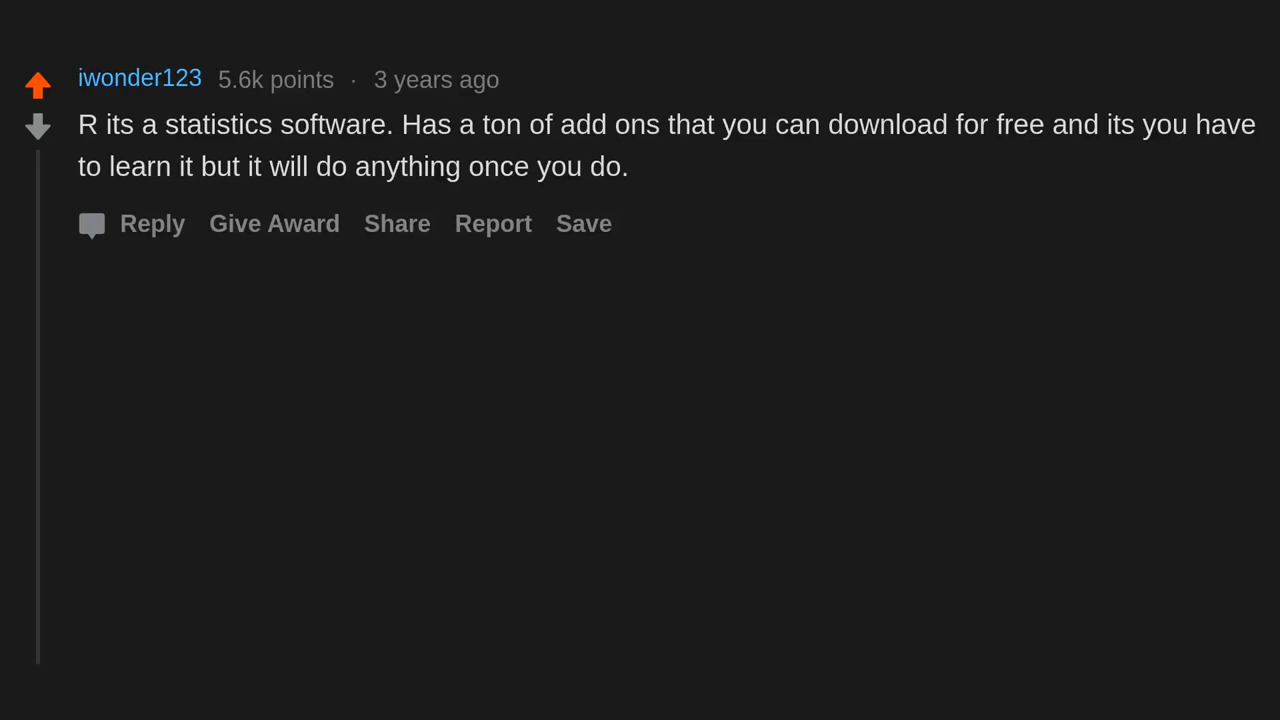 iwonder123 5.6k points · 3 years ago
R its a statistics software. Has a ton of add ons that you can download for free and its you have
to learn it but it will do anything once you do.
Reply Give Award Share Report Save